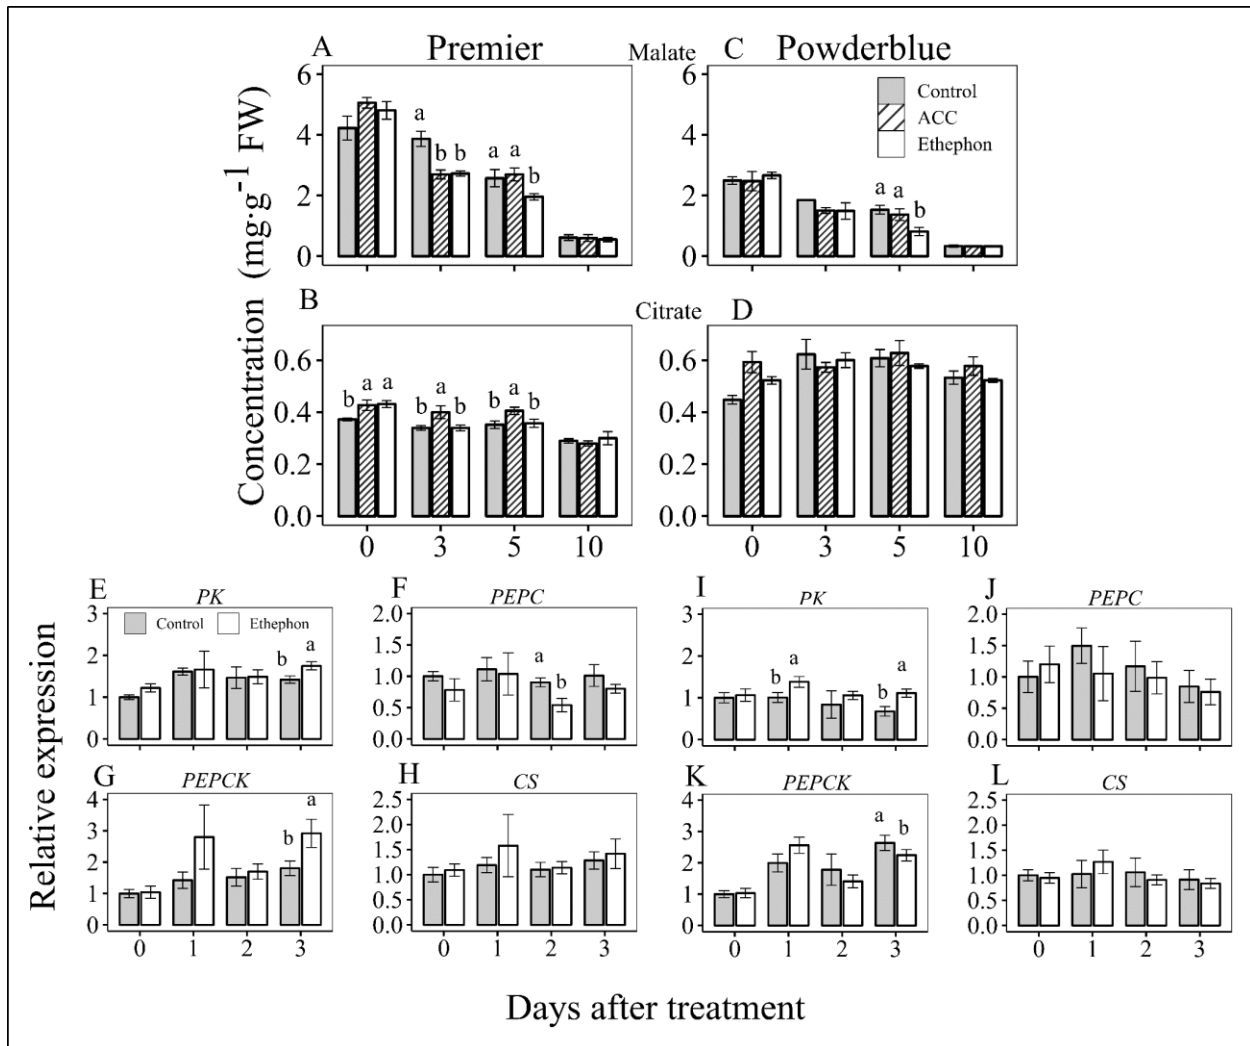 A Premier Malate C Powderblue
Control
ACC
Ethephon
Concentration (mg·g⁻¹ FW)
6
4
2
0
a
b b
a a
b
a a
b
B Citrate D
0.6
0.4
0.2
0.0
b a a
b a b
b a b
0.6
0.4
0.2
0.0
0 3 5 10
0 3 5 10
Relative expression
E PK
Control Ethephon
3
2
1
0
b a
F PEPC
2.0
1.5
1.0
0.5
0.0
a
b
I PK
3
2
1
0
b a
b a
J PEPC
2.0
1.5
1.0
0.5
0.0
G PEPCK
4
3
2
1
0
b a
0 1 2 3
H CS
2.5
2.0
1.5
1.0
0.5
0.0
0 1 2 3
K PEPCK
4
3
2
1
0
a b
0 1 2 3
L CS
2.5
2.0
1.5
1.0
0.5
0.0
0 1 2 3
Days after treatment